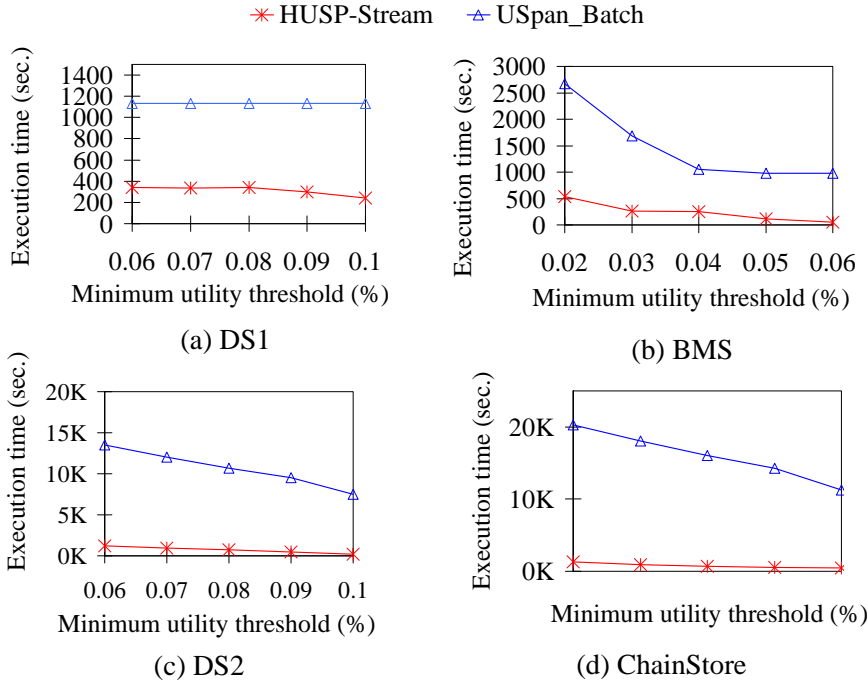 HUSP-Stream USpan_Batch
Execution time (sec.)
1400
1200
1000
800
600
400
200
0
0.06 0.07 0.08 0.09 0.1
Minimum utility threshold (%)
(a) DS1
Execution time (sec.)
3000
2500
2000
1500
1000
500
0
0.02 0.03 0.04 0.05 0.06
Minimum utility threshold (%)
(b) BMS
Execution time (sec.)
20K
15K
10K
5K
0K
0.06 0.07 0.08 0.09 0.1
Minimum utility threshold (%)
(c) DS2
Execution time (sec.)
20K
10K
0K
Minimum utility threshold (%)
(d) ChainStore